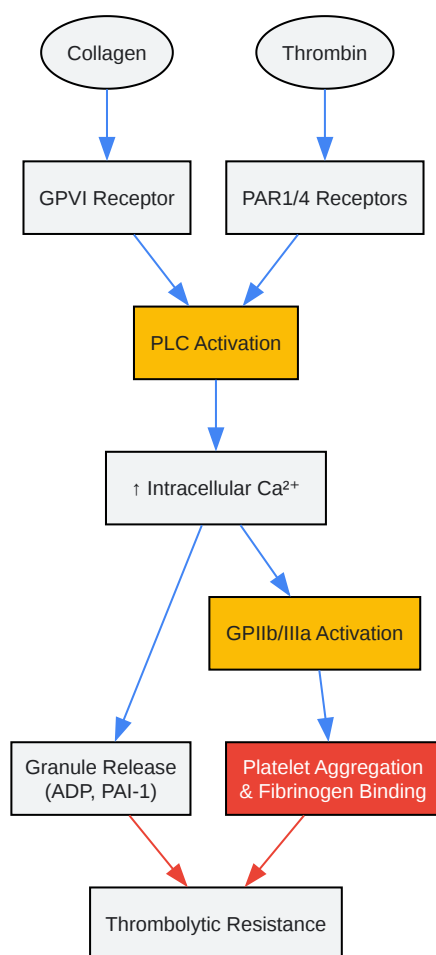 Collagen
Thrombin
GPVI Receptor
PAR1/4 Receptors
PLC Activation
↑ Intracellular Ca²⁺
GPIIb/IIIa Activation
Granule Release
(ADP, PAI-1)
Platelet Aggregation
& Fibrinogen Binding
Thrombolytic Resistance